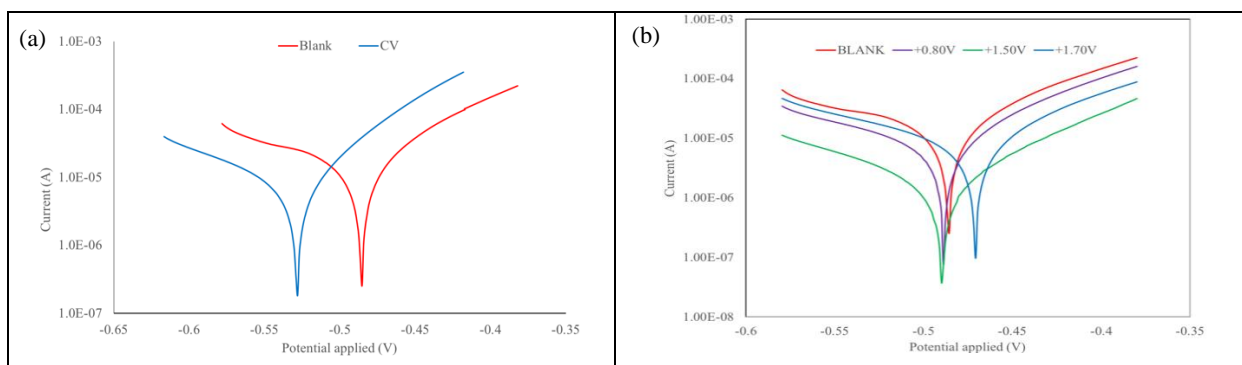 (a)
Blank CV
1.0E-03
1.0E-04
1.0E-05
1.0E-06
1.0E-07
Current (A)
-0.65 -0.6 -0.55 -0.5 -0.45 -0.4 -0.35
Potential applied (V)
(b)
BLANK +0.80V +1.50V +1.70V
1.00E-03
1.00E-04
1.00E-05
1.00E-06
1.00E-07
1.00E-08
Current (A)
-0.6 -0.55 -0.5 -0.45 -0.4 -0.35
Potential applied (V)